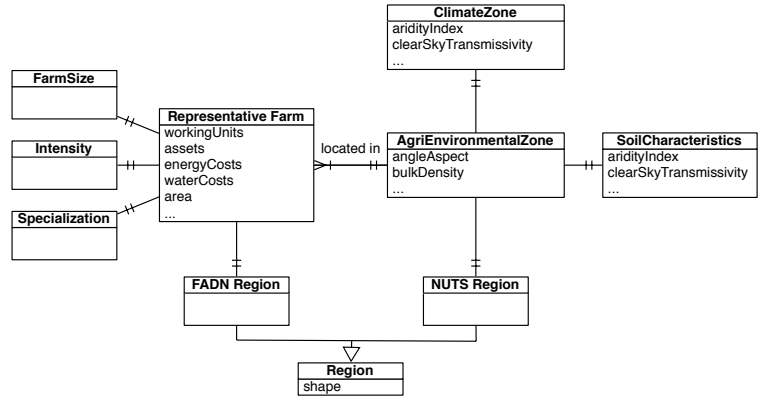 ClimateZone
aridityIndex
clearSkyTransmissivity
...
FarmSize
Representative Farm
workingUnits
assets
energyCosts
waterCosts
area
...
Intensity
Specialization
located in
AgriEnvironmentalZone
angleAspect
bulkDensity
...
SoilCharacteristics
aridityIndex
clearSkyTransmissivity
...
FADN Region
NUTS Region
Region
shape